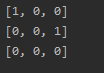 [1, 0, 0]
[0, 0, 1]
[0, 0, 0]